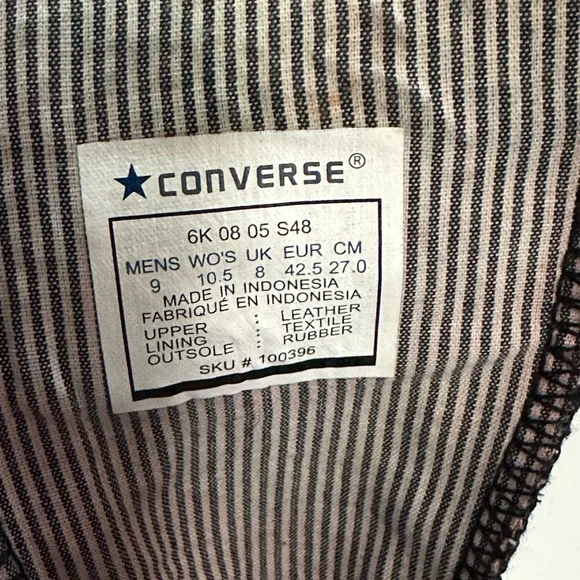 CONVERSE®
6K 08 05 S48
MENS WO'S UK EUR CM
9 10.5 8 42.5 27.0
MADE IN INDONESIA
FABRIQUÉ EN INDONESIA
UPPER : LEATHER
LINING : TEXTILE
OUTSOLE : RUBBER
SKU # 100396